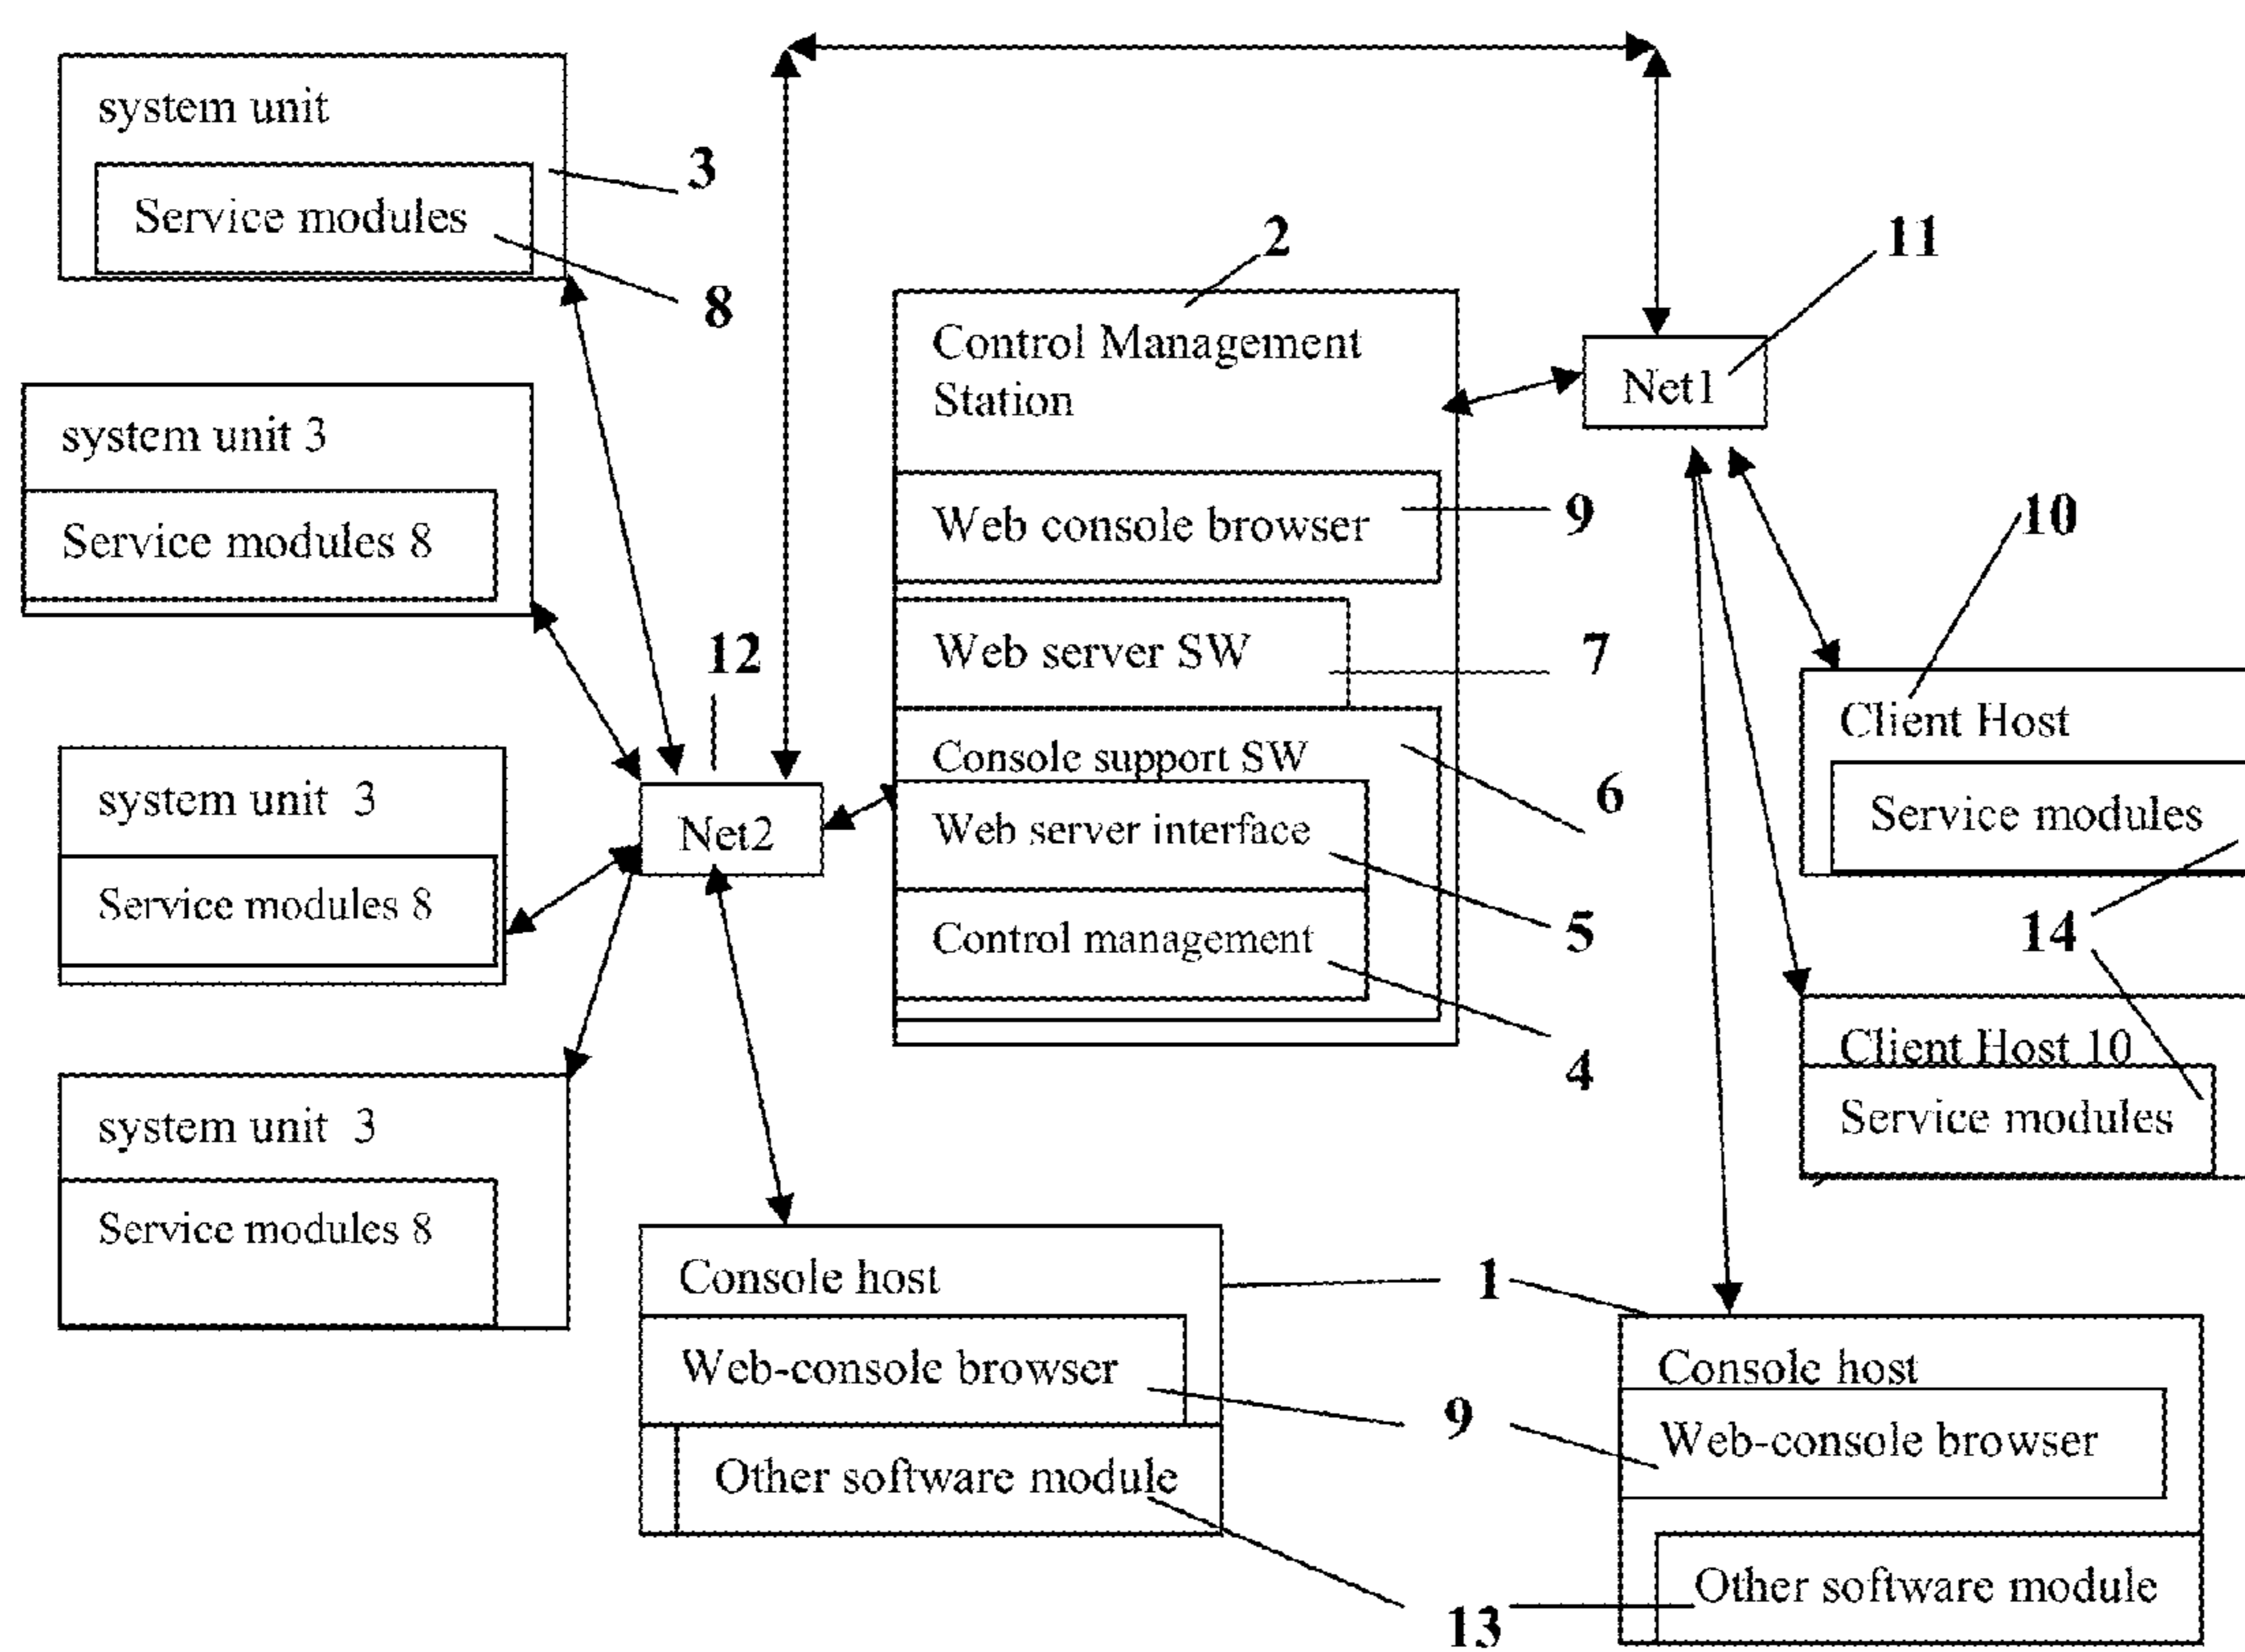 system unit
3
Service modules
8
system unit 3
Service modules 8
system unit 3
Service modules 8
system unit 3
Service modules 8
12
Net2
2
Control Management
Station
Web console browser
9
Web server SW
7
Console support SW
6
Web server interface
5
Control management
4
11
Net1
10
Client Host
Service modules
14
Client Host 10
Service modules
Console host
1
Web-console browser
9
Other software module
13
Console host
Web-console browser
Other software module